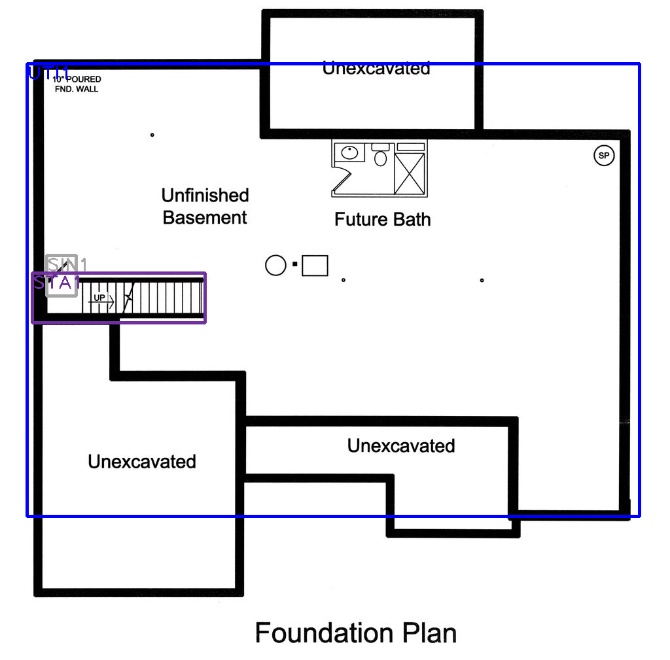 Unexcavated
UTI1
10" POURED
FND. WALL
SP
Unfinished
Basement
Future Bath
SIN1
STA1
UP
Unexcavated
Unexcavated
Foundation Plan